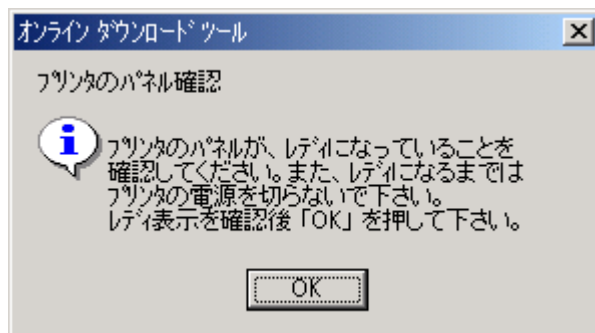 オンライン ダウンロード ツール
プリンタのパネル確認
プリンタのパネルが、レディになっていることを
確認してください。また、レディになるまでは
プリンタの電源を切らないで下さい。
レディ表示を確認後「OK」を押して下さい。
OK